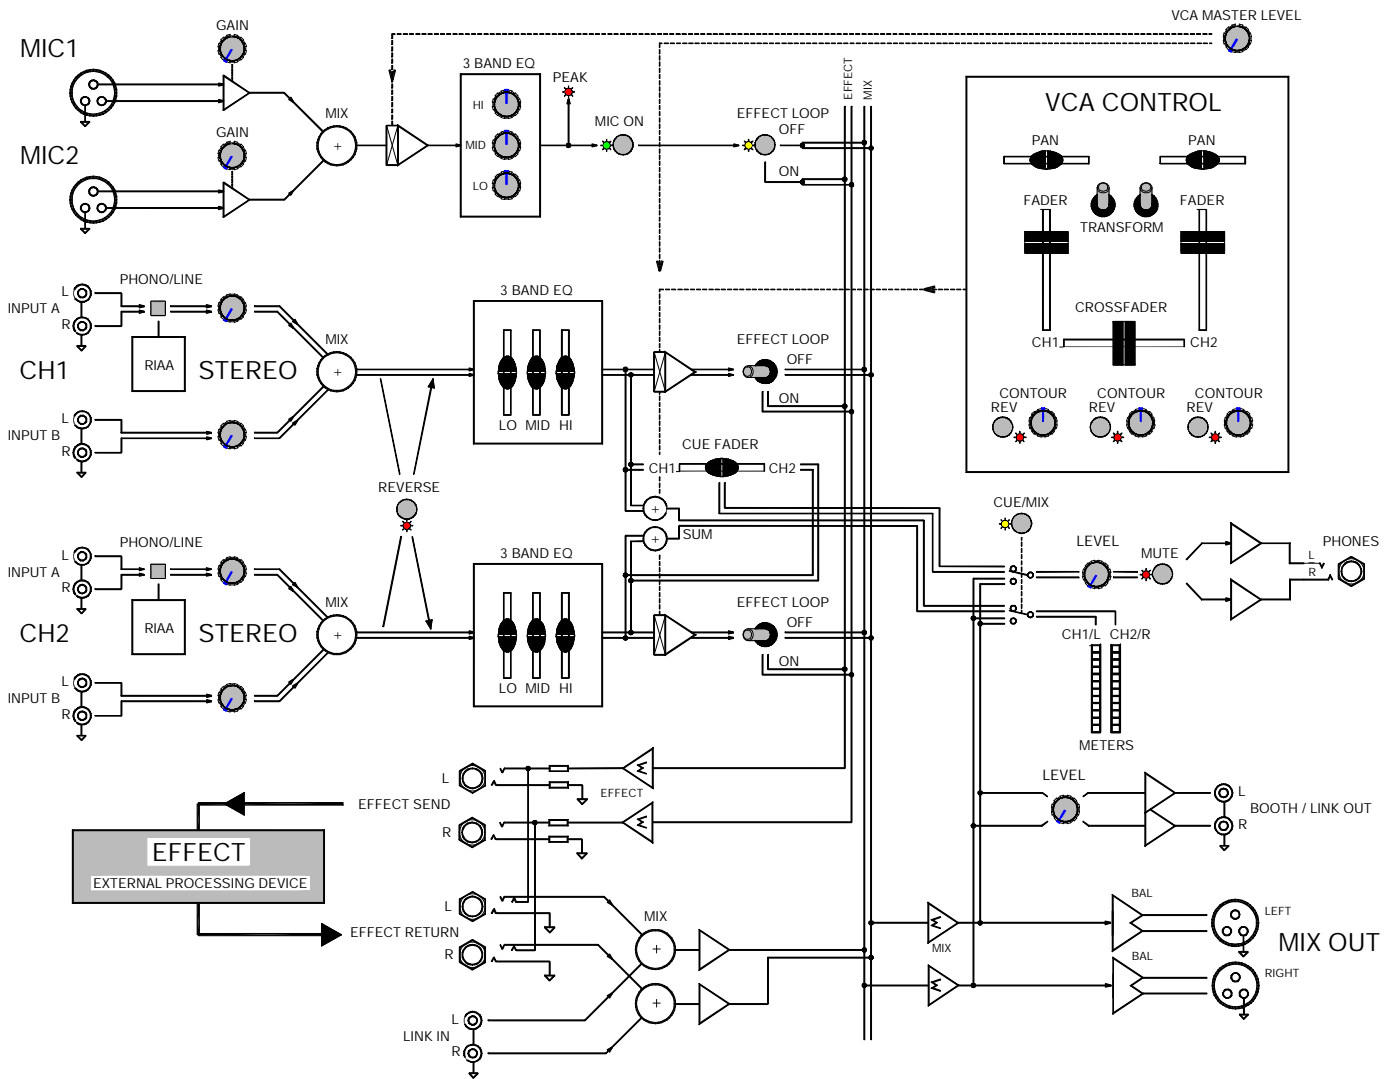 VCA MASTER LEVEL
GAIN
MIC1
3 BAND EQ
PEAK
EFFECT
MIX
HI
MID
LO
MIX
+
MIC ON
EFFECT LOOP
OFF
ON
GAIN
MIC2
VCA CONTROL
PAN
PAN
FADER
FADER
TRANSFORM
CROSSFADER
CH1
CH2
CONTOUR
REV
CONTOUR
REV
CONTOUR
REV
PHONO/LINE
L
INPUT A
R
CH1
RIAA
STEREO
L
INPUT B
R
MIX
+
3 BAND EQ
LO MID HI
EFFECT LOOP
OFF
ON
CUE FADER
CH1
CH2
REVERSE
+
+
SUM
CUE/MIX
LEVEL
MUTE
L
R
PHONES
CH1/L CH2/R
METERS
PHONO/LINE
L
INPUT A
R
CH2
RIAA
STEREO
L
INPUT B
R
MIX
+
3 BAND EQ
LO MID HI
EFFECT LOOP
OFF
ON
L
EFFECT
EFFECT SEND
R
EFFECT
EXTERNAL PROCESSING DEVICE
L
EFFECT RETURN
R
MIX
+
+
L
LINK IN
R
LEVEL
L
BOOTH / LINK OUT
R
MIX
BAL
LEFT
MIX OUT
BAL
RIGHT